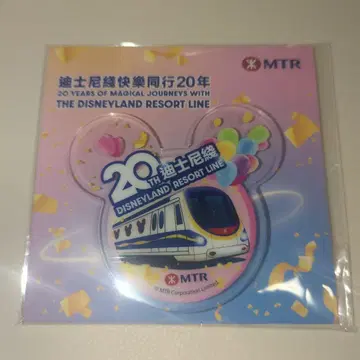 MTR
迪士尼綫快樂同行20年
20 YEARS OF MAGICAL JOURNEYS WITH
THE DISNEYLAND RESORT LINE
20TH 迪士尼綫
DISNEYLAND RESORT LINE
MTR
© MTR Corporation Limited